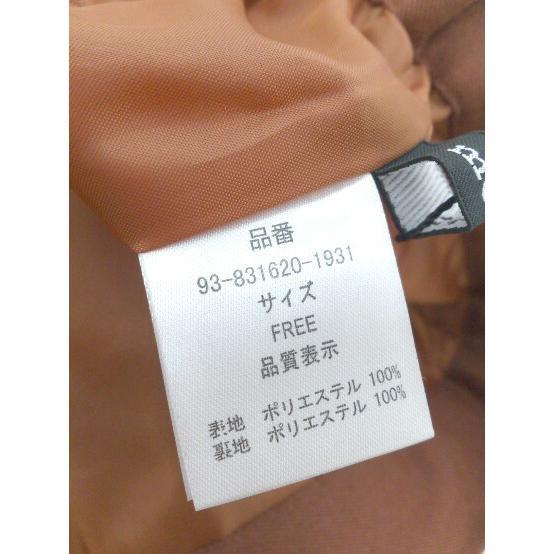 品番
93-831620-1931
サイズ
FREE
品質表示
表地 ポリエステル 100%
裏地 ポリエステル 100%